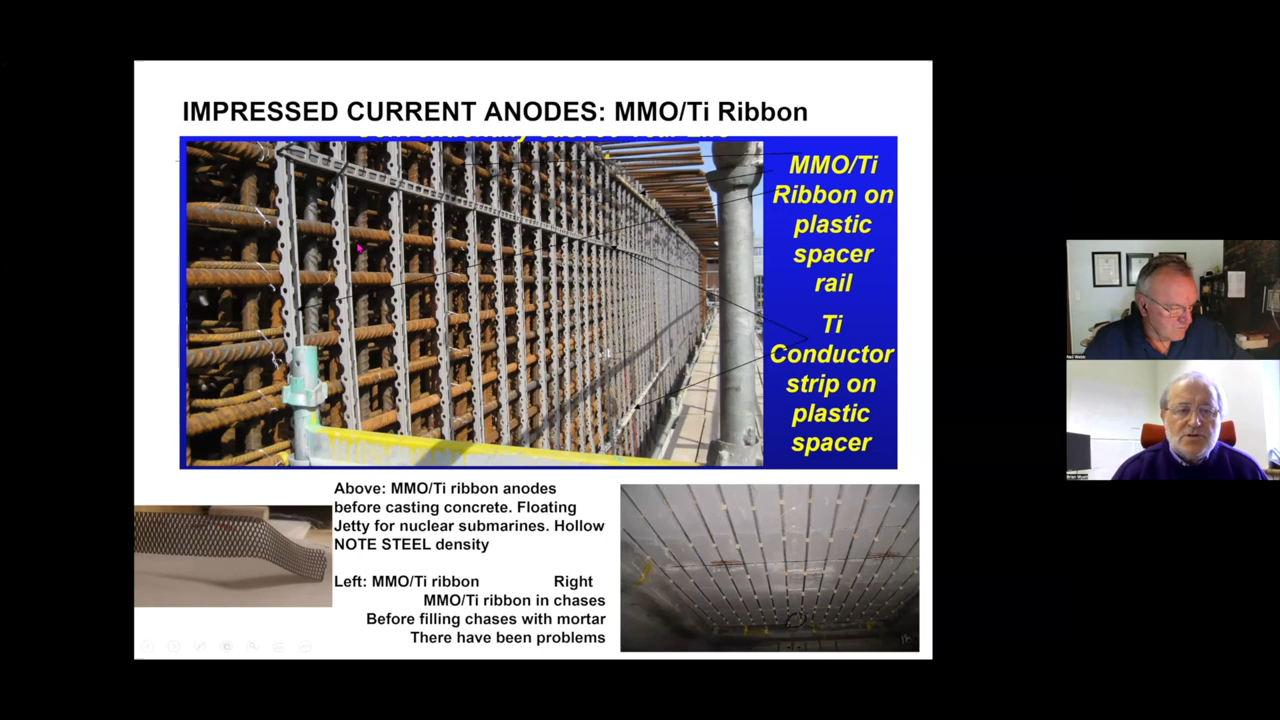 IMPRESSED CURRENT ANODES: MMO/Ti Ribbon
MMO/Ti
Ribbon on
plastic
spacer
rail
Ti
Conductor
strip on
plastic
spacer
Above: MMO/Ti ribbon anodes
before casting concrete. Floating
Jetty for nuclear submarines. Hollow
NOTE STEEL density
Left: MMO/Ti ribbon Right
MMO/Ti ribbon in chases
Before filling chases with mortar
There have been problems
Neil Webb